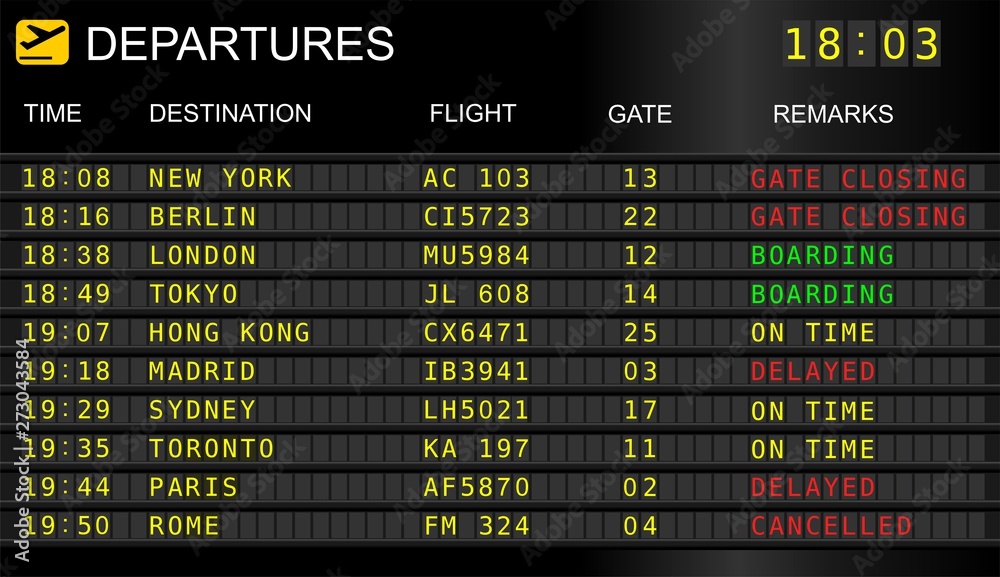 DEPARTURES 18:03
TIME DESTINATION FLIGHT GATE REMARKS
18:08 NEW YORK AC 103 13 GATE CLOSING
18:16 BERLIN CI5723 22 GATE CLOSING
18:38 LONDON MU5984 12 BOARDING
18:49 TOKYO JL 608 14 BOARDING
19:07 HONG KONG CX6471 25 ON TIME
19:18 MADRID IB3941 03 DELAYED
19:29 SYDNEY LH5021 17 ON TIME
19:35 TORONTO KA 197 11 ON TIME
19:44 PARIS AF5870 02 DELAYED
19:50 ROME FM 324 04 CANCELLED
Adobe Stock | #273043584